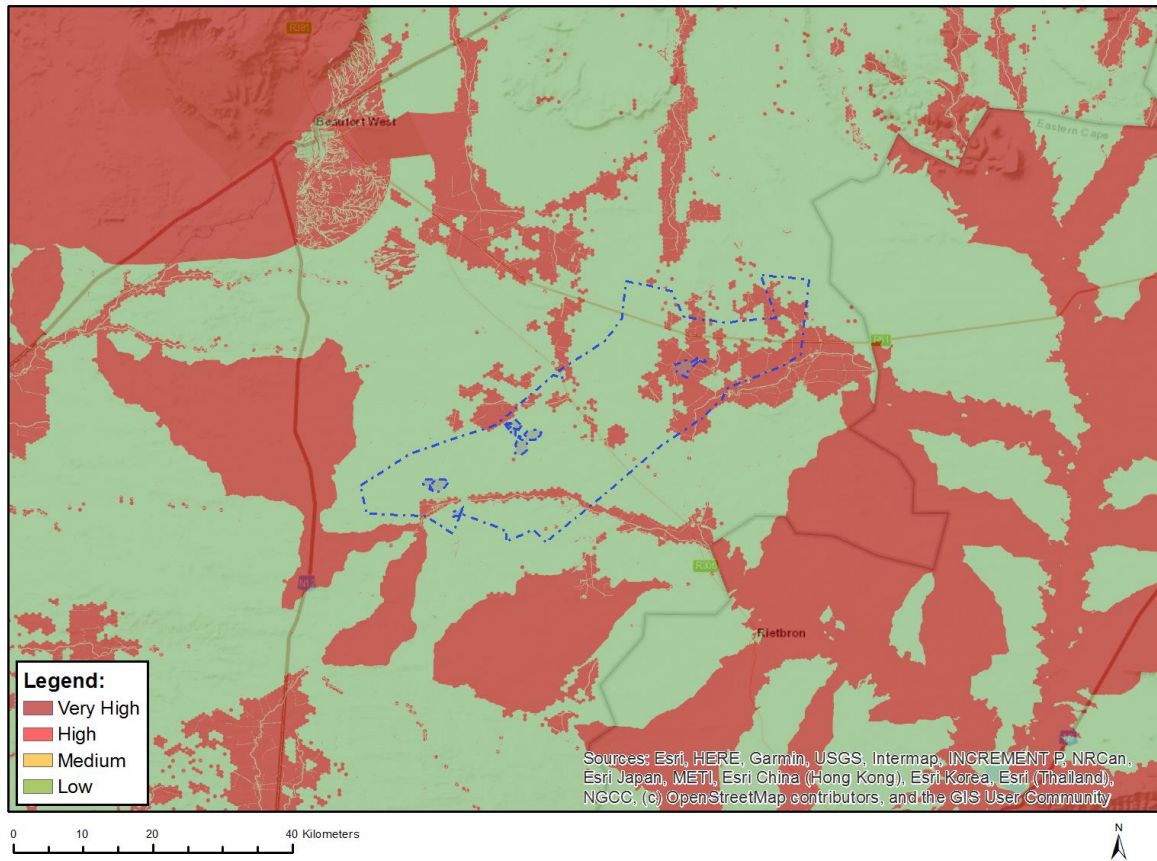 R381
Beaufort West
Eastern Cape
Rietbron
Legend:
Very High
High
Medium
Low
Sources: Esri, HERE, Garmin, USGS, Intermap, INCREMENT P, NRCan,
Esri Japan, METI, Esri China (Hong Kong), Esri Korea, Esri (Thailand),
NGCC, (c) OpenStreetMap contributors, and the GIS User Community
0 10 20 40 Kilometers
N